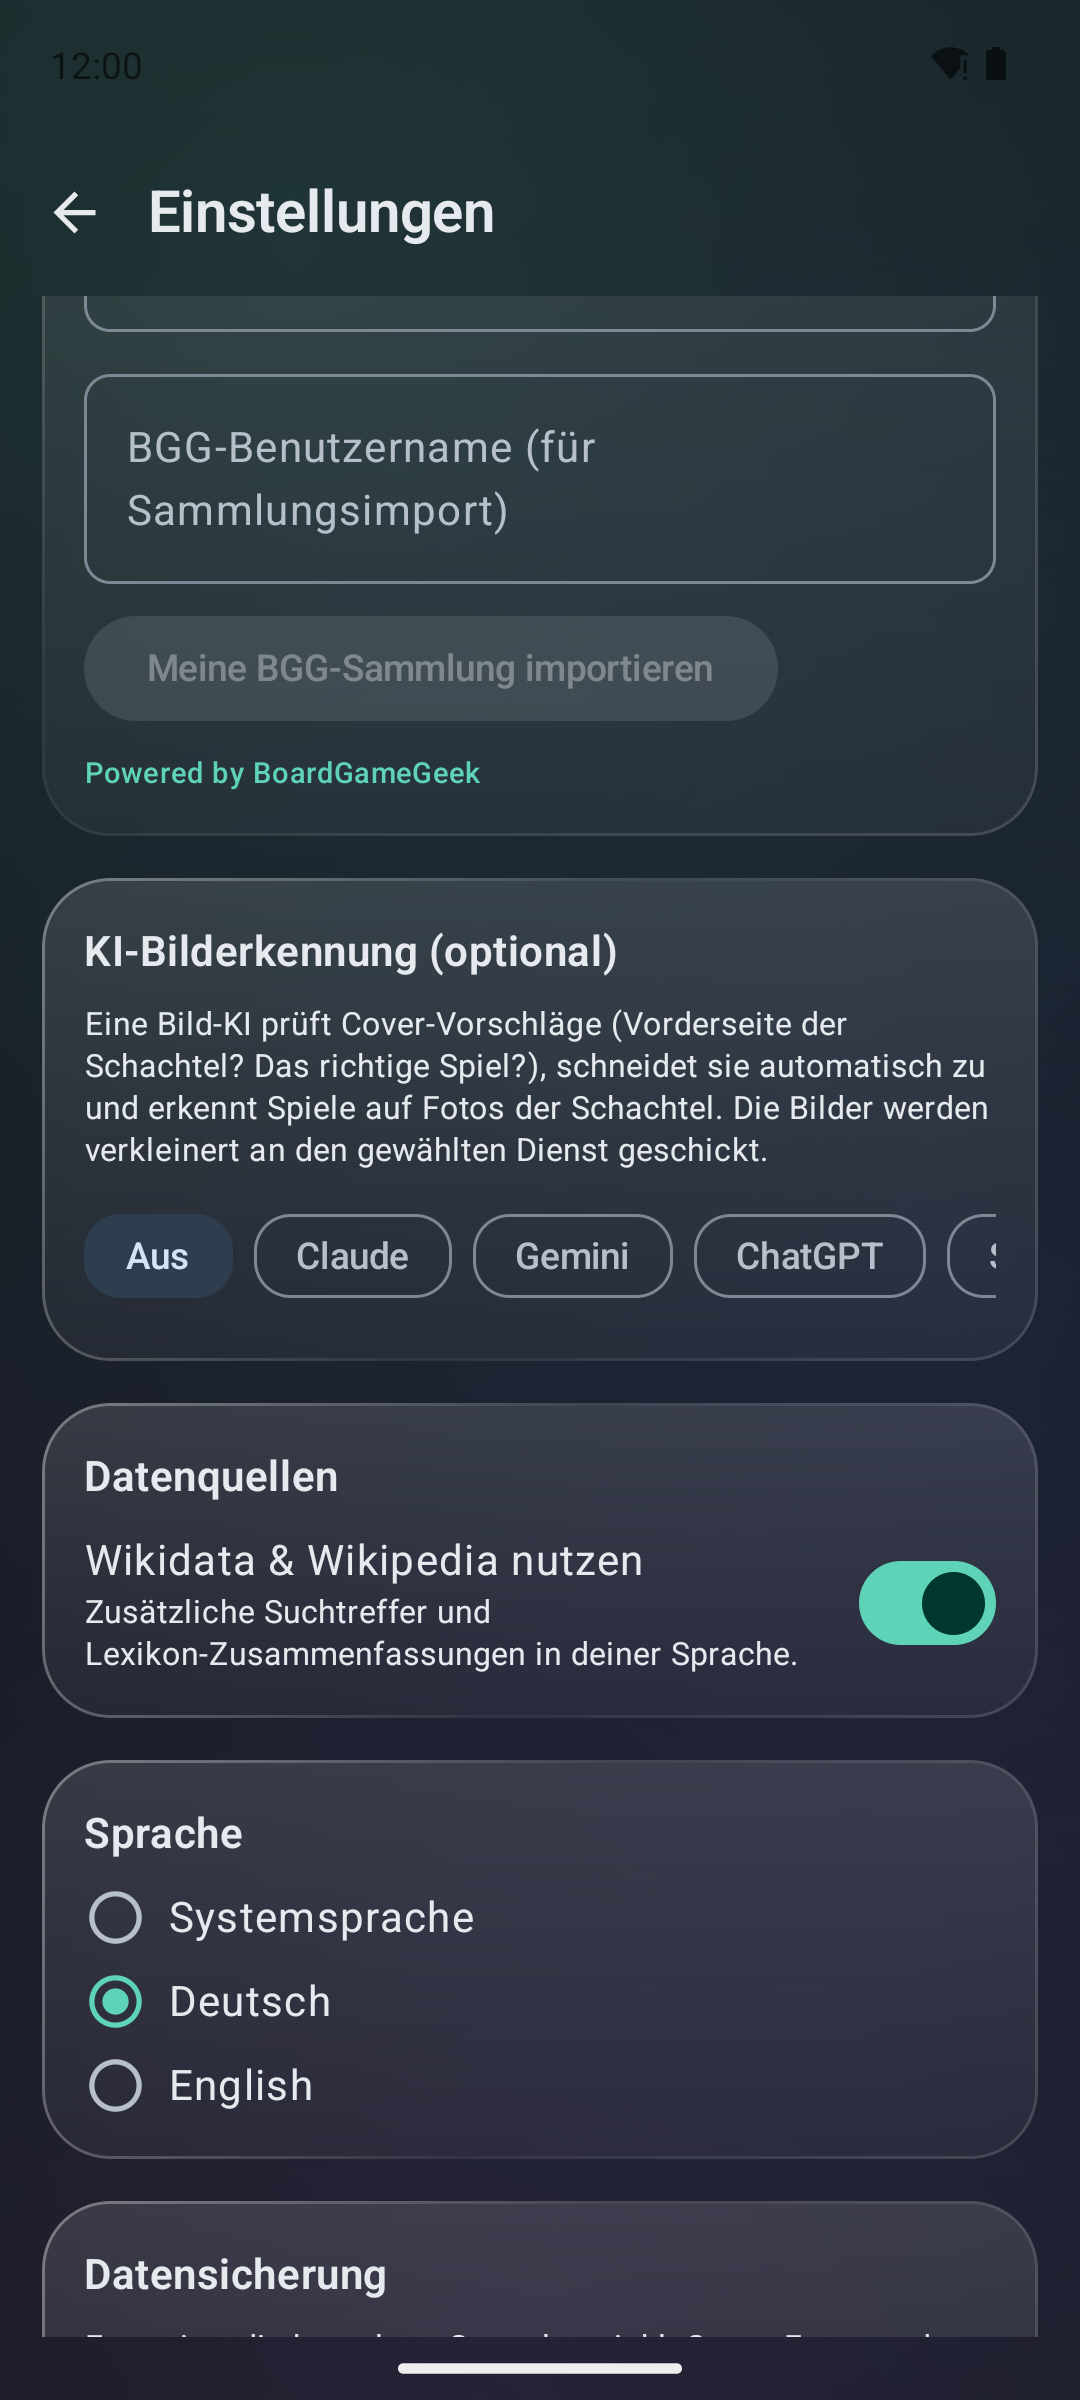 12:00
Einstellungen
BGG-Benutzername (für
Sammlungsimport)
Meine BGG-Sammlung importieren
Powered by BoardGameGeek
KI-Bilderkennung (optional)
Eine Bild-KI prüft Cover-Vorschläge (Vorderseite der
Schachtel? Das richtige Spiel?), schneidet sie automatisch zu
und erkennt Spiele auf Fotos der Schachtel. Die Bilder werden
verkleinert an den gewählten Dienst geschickt.
Aus Claude Gemini ChatGPT
Datenquellen
Wikidata & Wikipedia nutzen
Zusätzliche Suchtreffer und
Lexikon-Zusammenfassungen in deiner Sprache.
Sprache
Systemsprache
Deutsch
English
Datensicherung